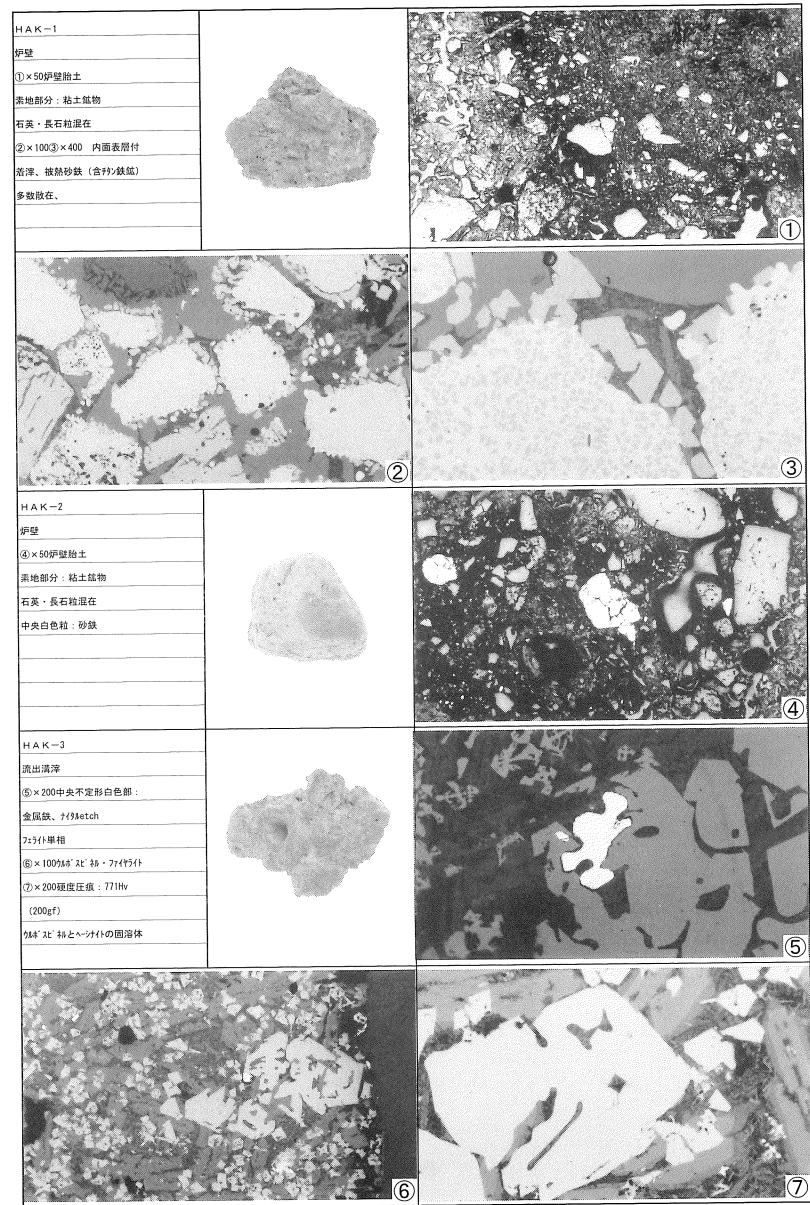 HAK-1
炉壁
①×50炉壁胎土
素地部分：粘土鉱物
石英・長石粒混在
②×100③×400　内面表層付
着滓、被熱砂鉄（含ﾁﾀﾝ鉄鉱）
多数散在、
①
②
③
HAK-2
炉壁
④×50炉壁胎土
素地部分：粘土鉱物
石英・長石粒混在
中央白色粒：砂鉄
④
HAK-3
流出溝滓
⑤×200中央不定形白色部：
金属鉄、ﾅｲﾀﾙetch
ﾌｪﾗｲﾄ単相
⑥×100ｳﾙﾎﾞｽﾋﾟﾈﾙ・ﾌｧｲﾔﾗｲﾄ
⑦×200硬度圧痕：771Hv
（200gf）
ｳﾙﾎﾞｽﾋﾟﾈﾙとﾍｰｼﾅｲﾄの固溶体
⑤
⑥
⑦